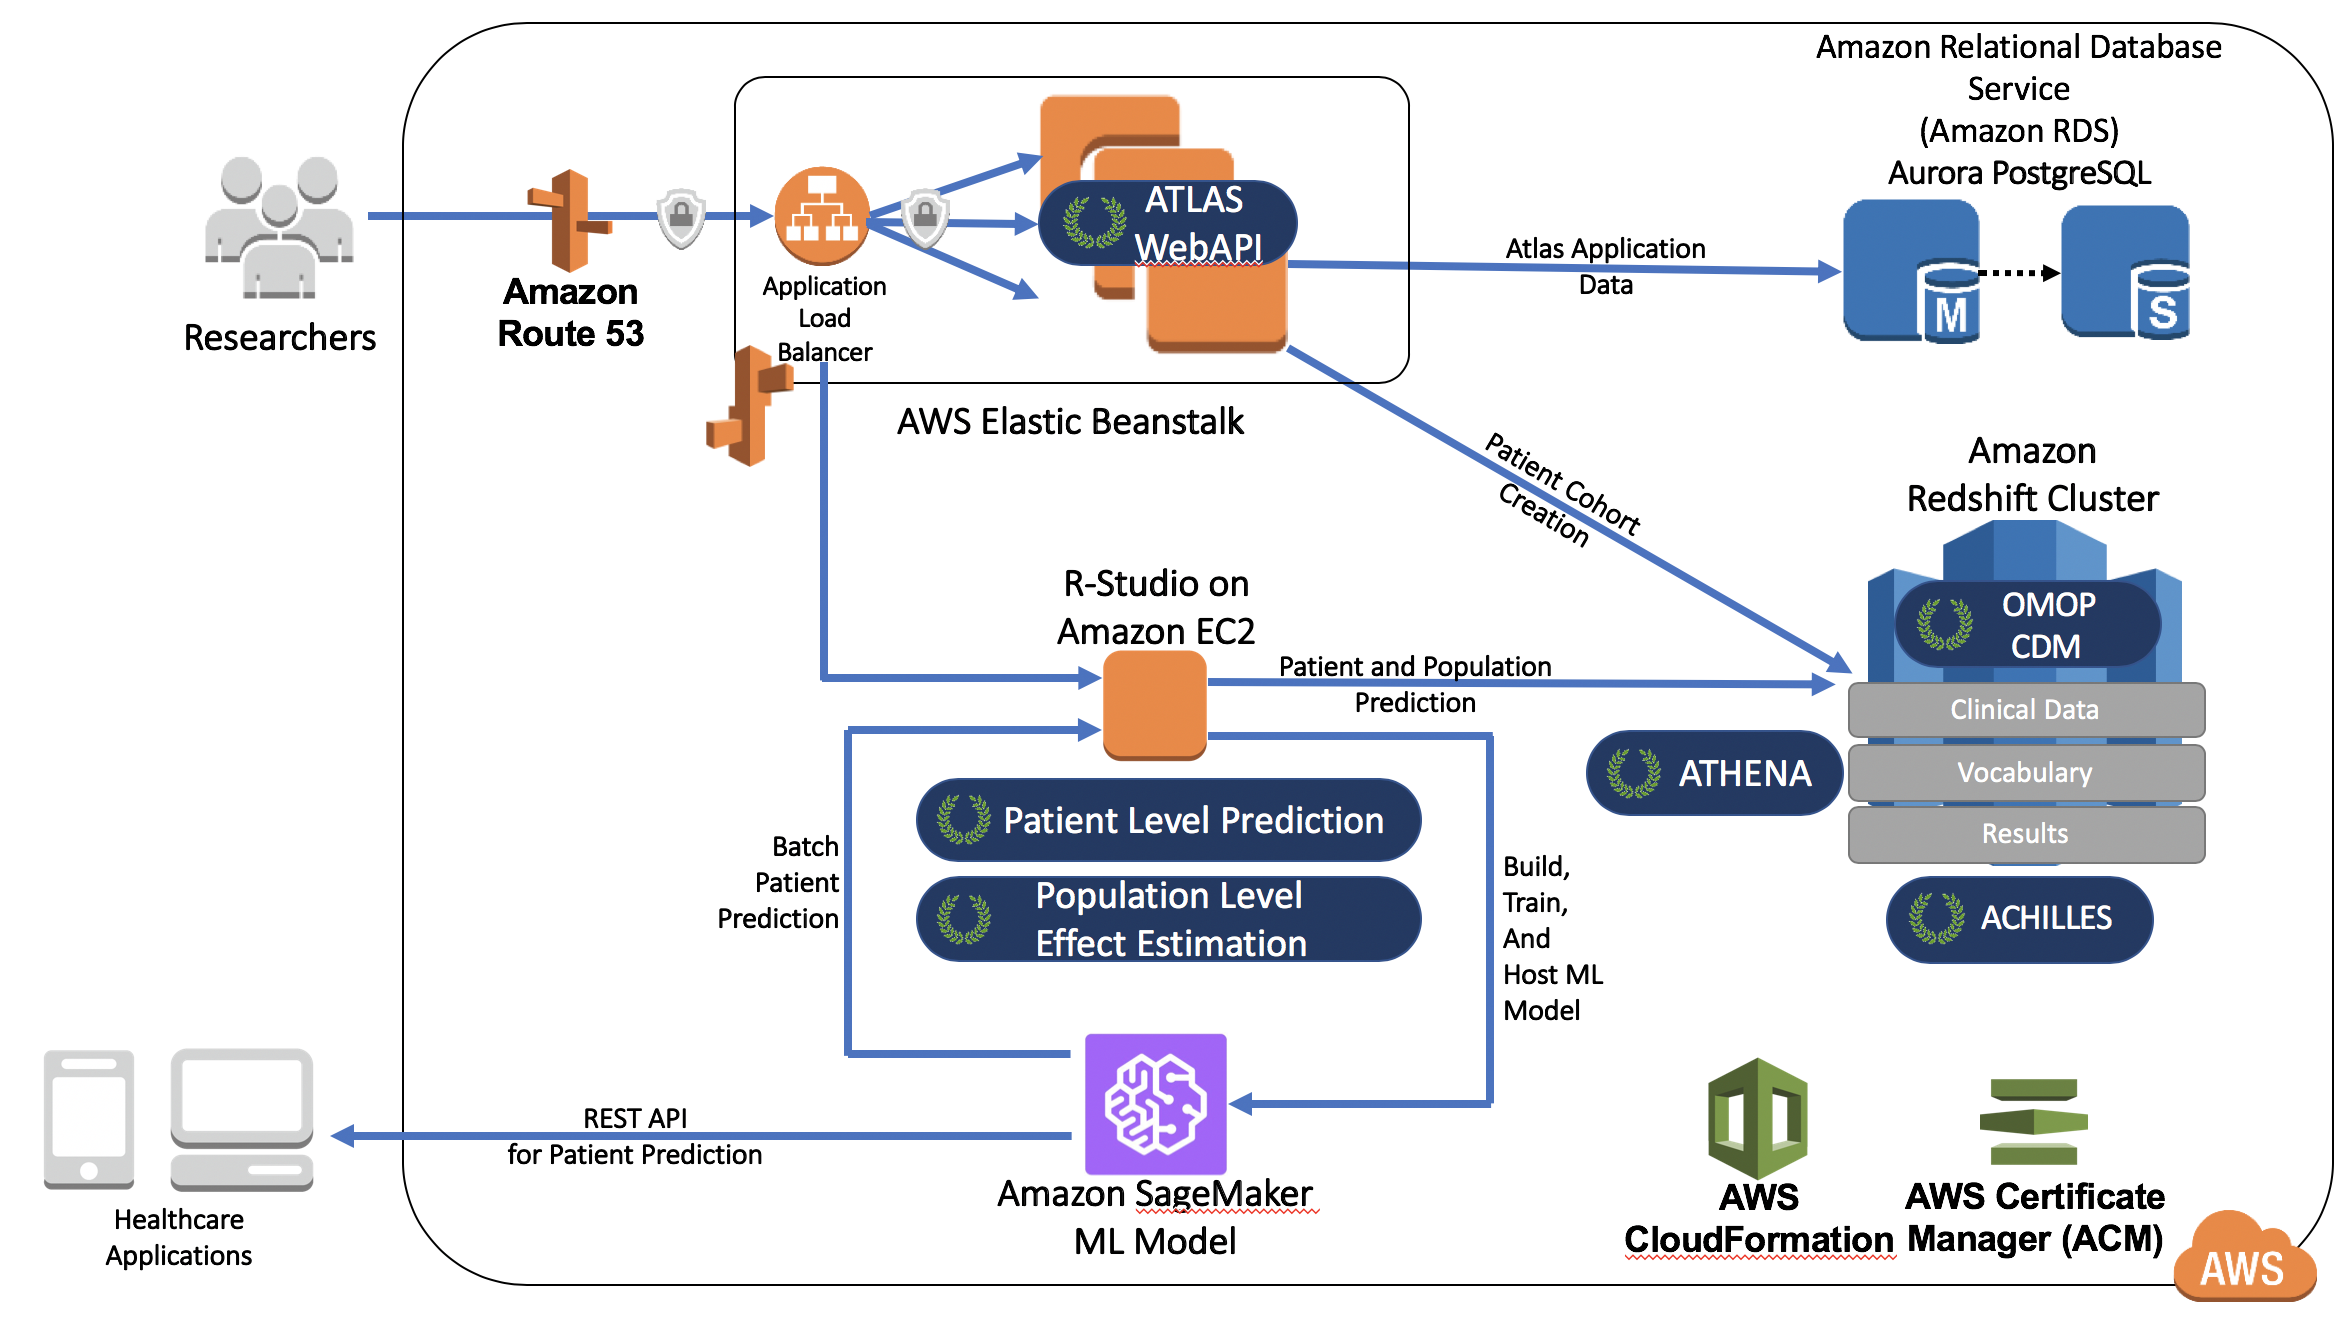 Amazon Relational Database
Service
(Amazon RDS)
Aurora PostgreSQL
M
S
Researchers
Amazon
Route 53
Application
Load
Balancer
ATLAS
WebAPI
AWS Elastic Beanstalk
Atlas Application
Data
Patient Cohort
Creation
Amazon
Redshift Cluster
OMOP
CDM
Clinical Data
Vocabulary
Results
ATHENA
ACHILLES
R-Studio on
Amazon EC2
Patient and Population
Prediction
Patient Level Prediction
Population Level
Effect Estimation
Batch
Patient
Prediction
Build,
Train,
And
Host ML
Model
REST API
for Patient Prediction
Healthcare
Applications
Amazon SageMaker
ML Model
AWS
CloudFormation
AWS Certificate
Manager (ACM)
AWS